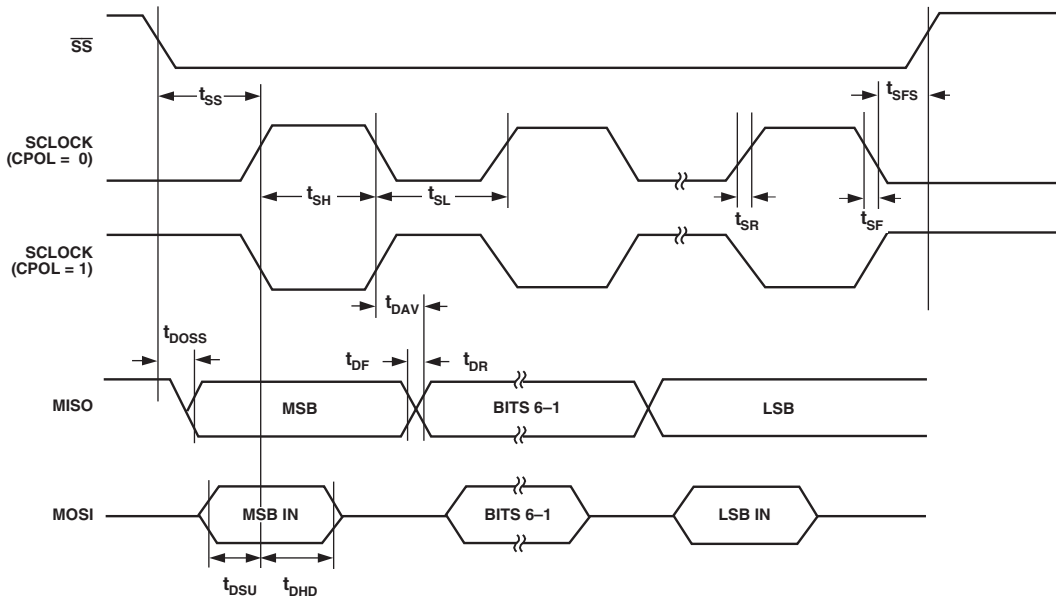 SS
tSS
tSFS
SCLOCK
(CPOL = 0)
tSH
tSL
tSR
tSF
SCLOCK
(CPOL = 1)
tDAV
tDOSS
tDF
tDR
MISO
MSB
BITS 6–1
LSB
MOSI
MSB IN
BITS 6–1
LSB IN
tDSU
tDHD